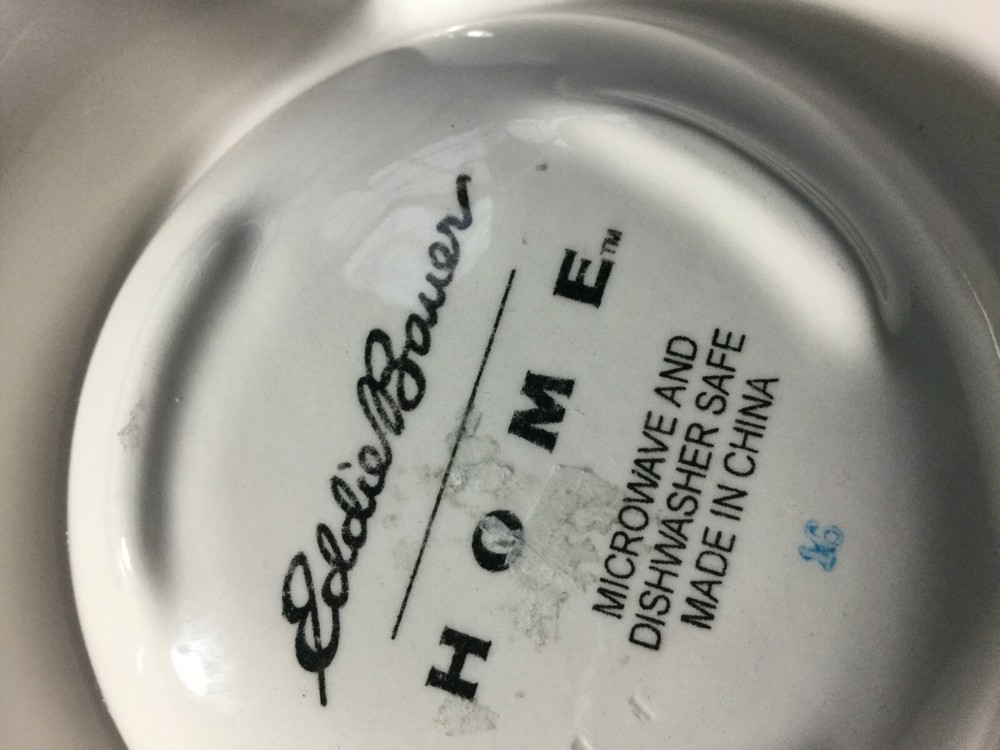 Eddie Bauer
HOME™
MICROWAVE AND
DISHWASHER SAFE
MADE IN CHINA